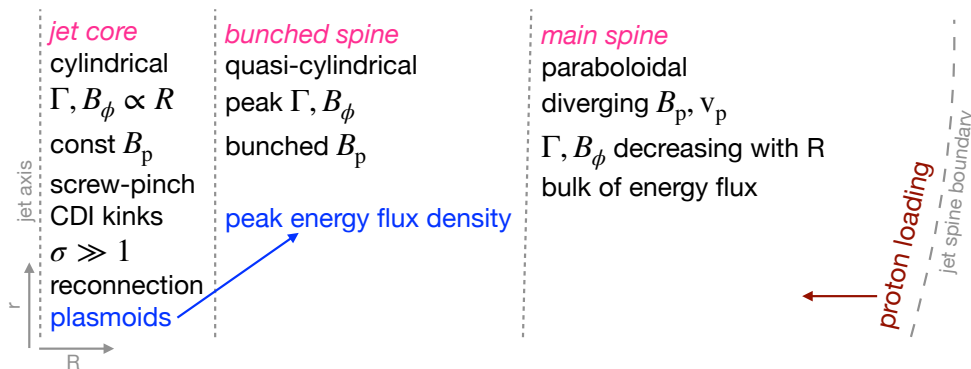 jet axis
jet core
cylindrical
Γ, B_ϕ ∝ R
const B_p
screw-pinch
CDI kinks
σ ≫ 1
reconnection
plasmoids
bunched spine
quasi-cylindrical
peak Γ, B_ϕ
bunched B_p
peak energy flux density
main spine
paraboloidal
diverging B_p, v_p
Γ, B_ϕ decreasing with R
bulk of energy flux
proton loading
jet spine boundary
r
R